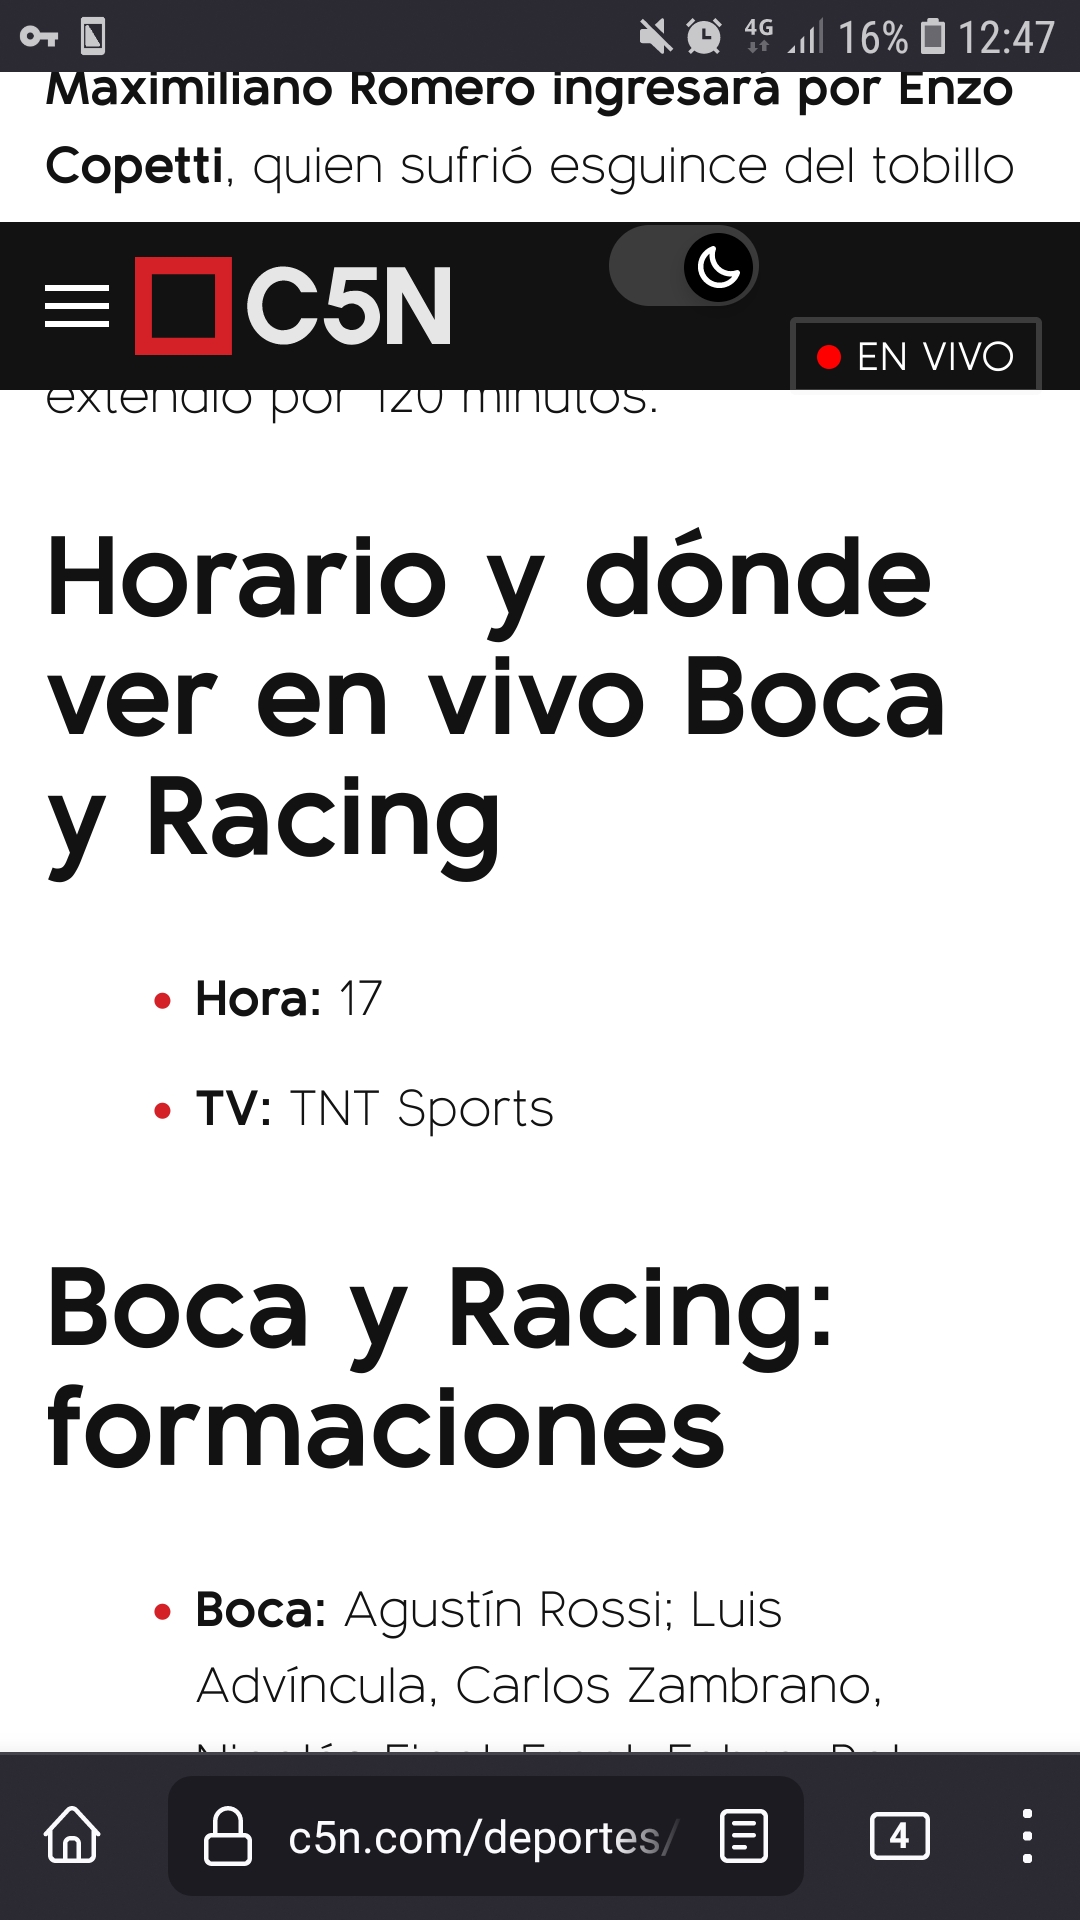 4G 16% 12:47
Maximiliano Romero ingresará por Enzo
Copetti, quien sufrió esguince del tobillo
C5N
EN VIVO
extendió por 120 minutos.
Horario y dónde
ver en vivo Boca
y Racing
Hora: 17
TV: TNT Sports
Boca y Racing:
formaciones
Boca: Agustín Rossi; Luis
Advíncula, Carlos Zambrano,
c5n.com/deportes/
4